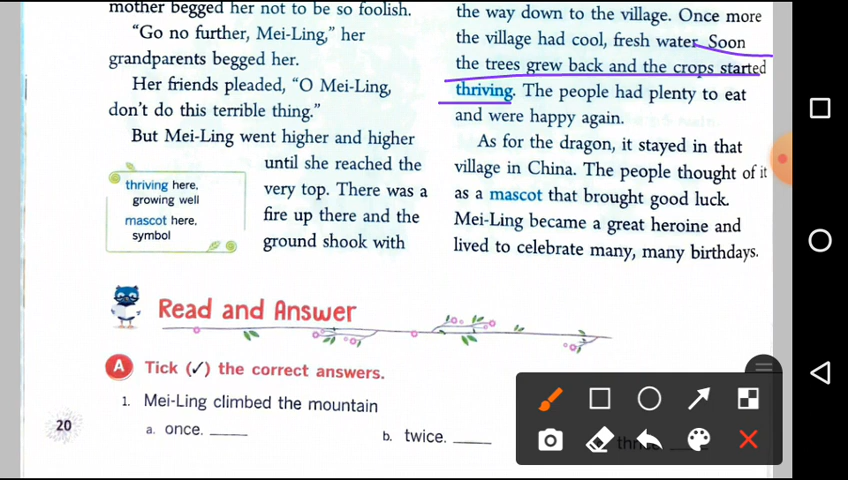 mother begged her not to be so foolish.
"Go no further, Mei-Ling," her
grandparents begged her.
Her friends pleaded, "O Mei-Ling,
don't do this terrible thing."
But Mei-Ling went higher and higher
until she reached the
very top. There was a
fire up there and the
ground shook with
thriving here,
growing well
mascot here,
symbol
the way down to the village. Once more
the village had cool, fresh water. Soon
the trees grew back and the crops started
thriving. The people had plenty to eat
and were happy again.
As for the dragon, it stayed in that
village in China. The people thought of it
as a mascot that brought good luck.
Mei-Ling became a great heroine and
lived to celebrate many, many birthdays.
Read and Answer
A Tick (✓) the correct answers.
1. Mei-Ling climbed the mountain
a. once. ____
b. twice. ____
20